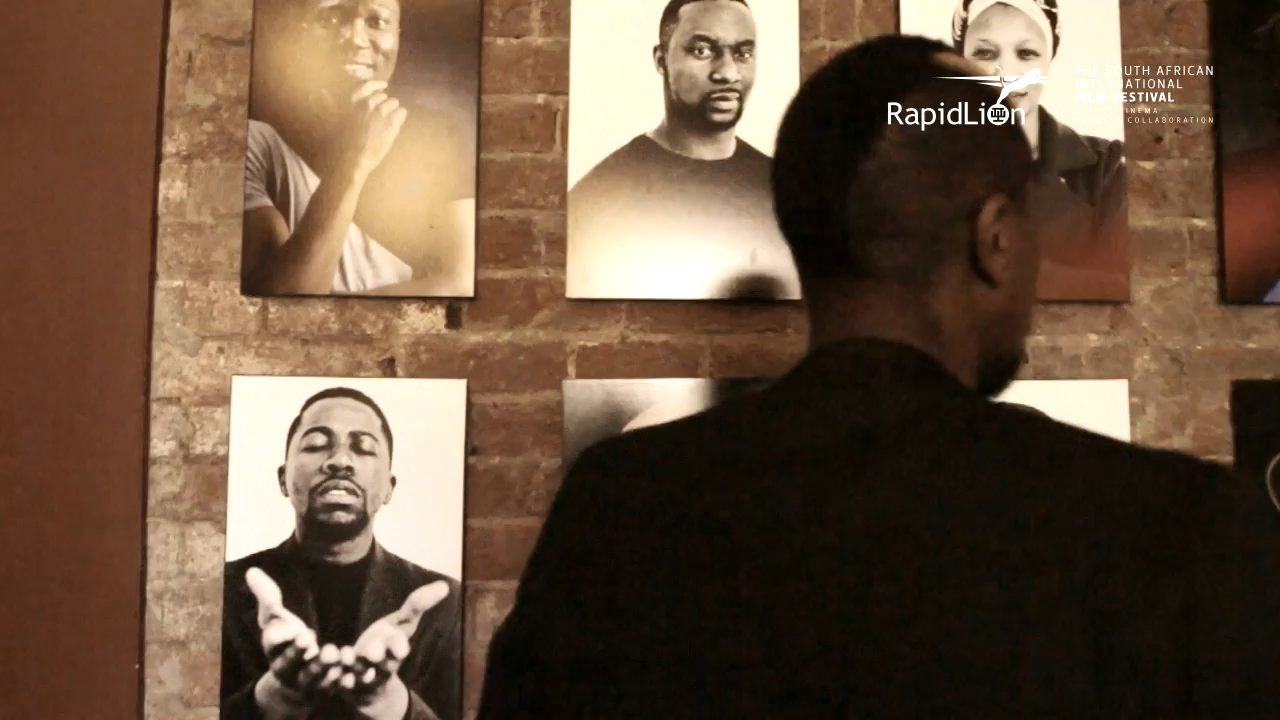 RapidLion
THE SOUTH AFRICAN
INTERNATIONAL
FILM FESTIVAL
CINEMA
COLLABORATION